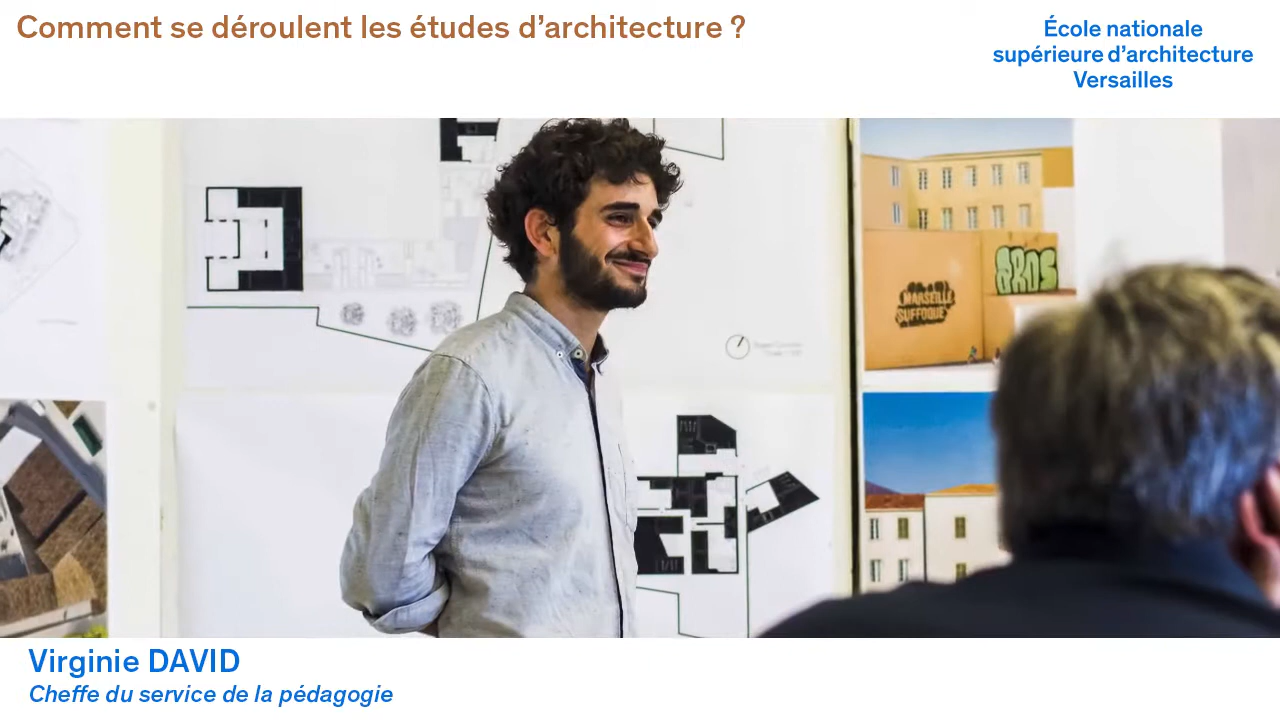 Comment se déroulent les études d’architecture ?
École nationale
supérieure d’architecture
Versailles
MARSEILLE
SUFFOQUE
Virginie DAVID
Cheffe du service de la pédagogie